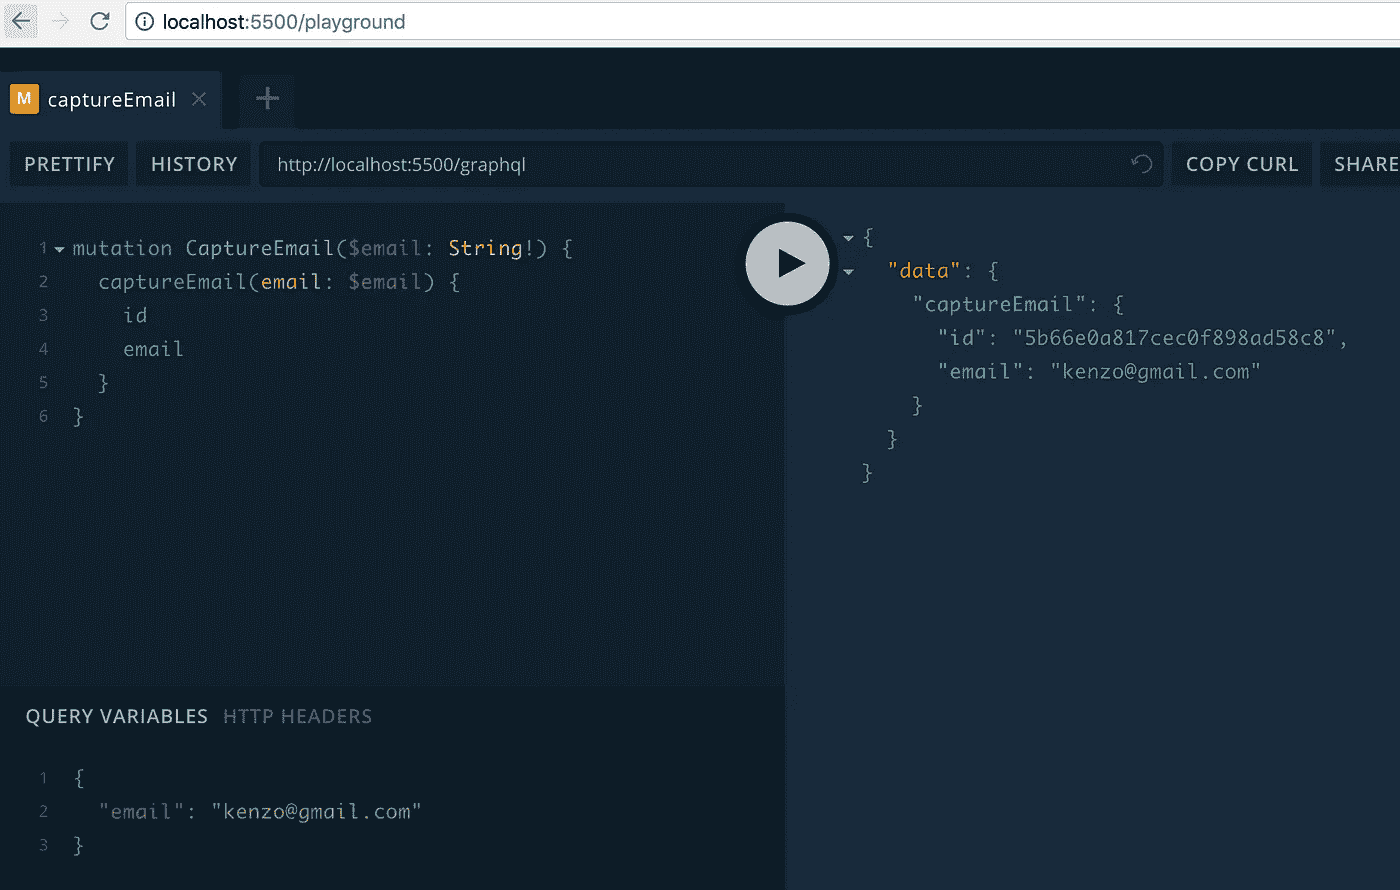 localhost:5500/playground
M captureEmail
PRETTIFY HISTORY http://localhost:5500/graphql COPY CURL SHARE
1 mutation CaptureEmail($email: String!) {
2 captureEmail(email: $email) {
3 id
4 email
5 }
6 }
{
"data": {
"captureEmail": {
"id": "5b66e0a817cec0f898ad58c8",
"email": "kenzo@gmail.com"
}
}
}
QUERY VARIABLES HTTP HEADERS
1 {
2 "email": "kenzo@gmail.com"
3 }